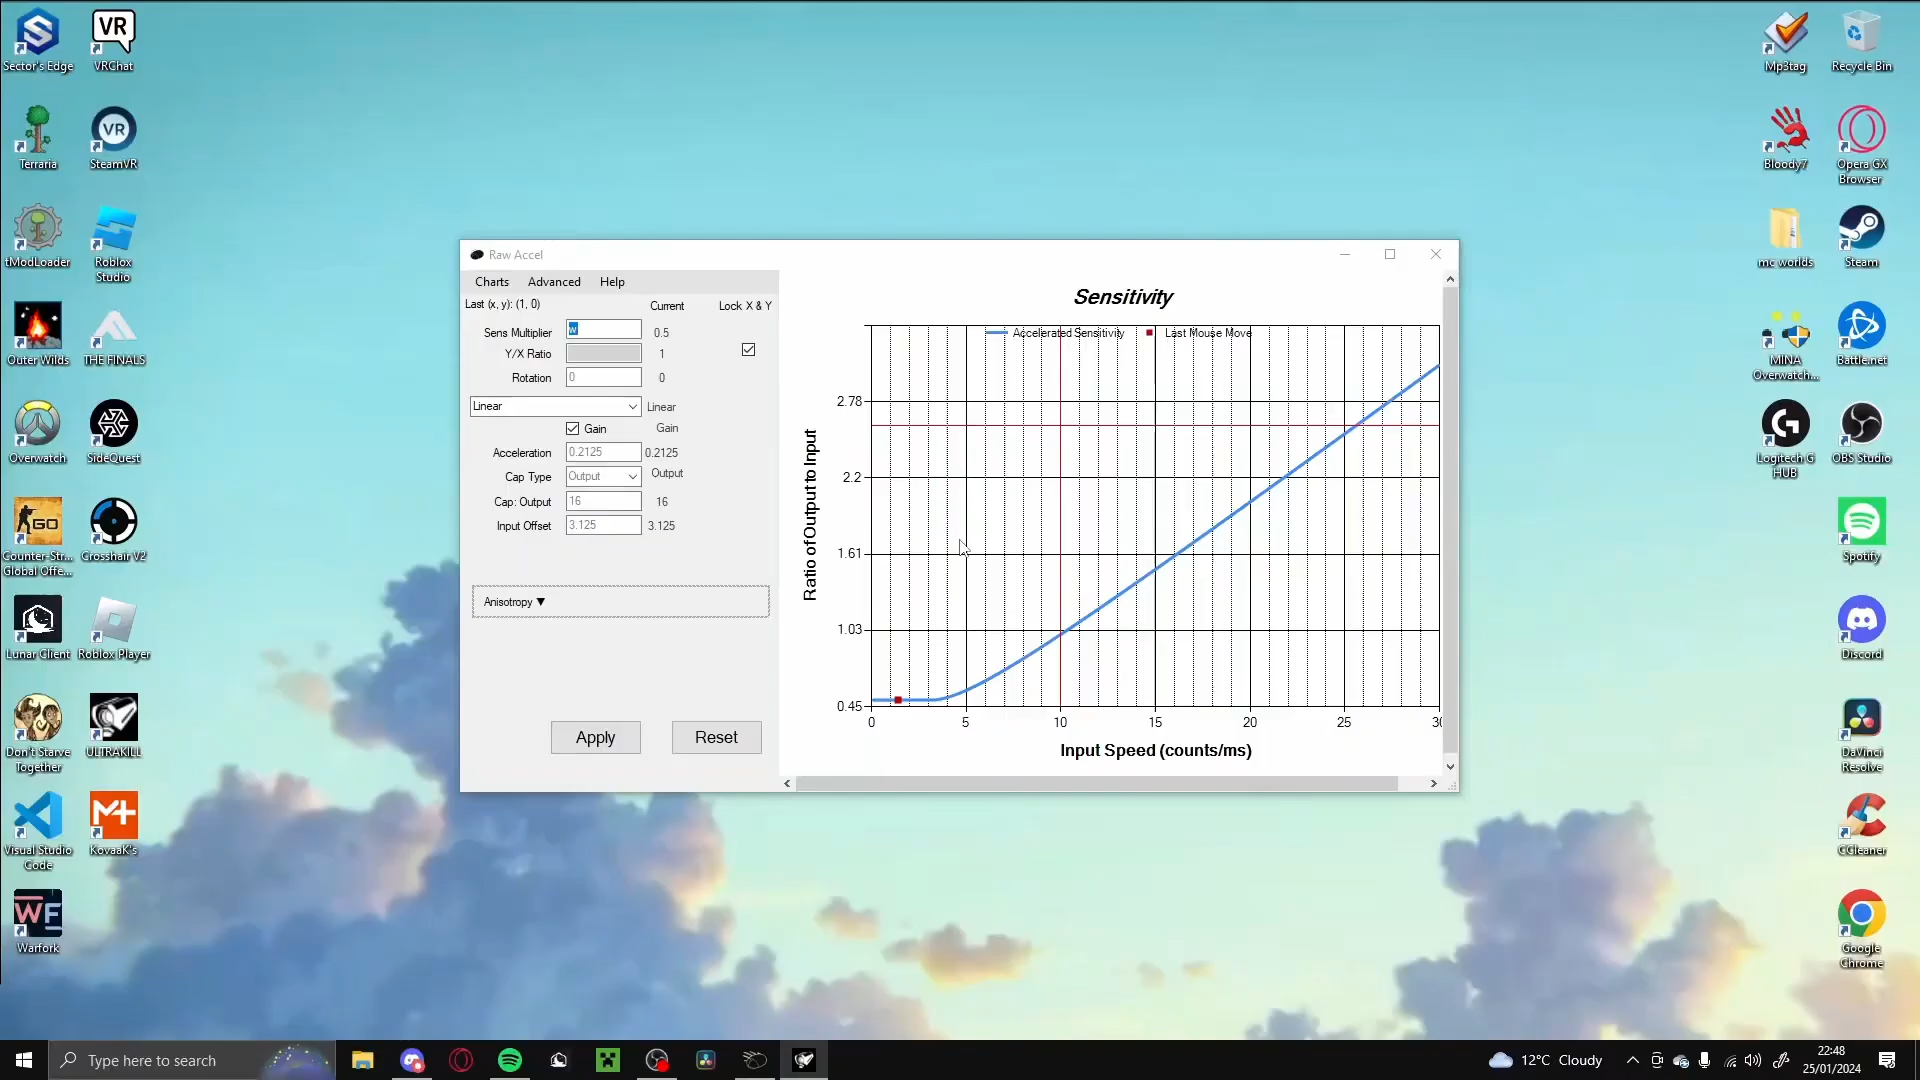 Sector's Edge
VRChat
Terraria
SteamVR
tModLoader
Roblox
Studio
Outer Wilds
THE FINALS
Overwatch
SideQuest
Counter-Str...
Global Offe...
Crosshair V2
Lunar Client
Roblox Player
Don't Starve
Together
ULTRAKILL
Visual Studio
Code
KovaaK's
Warfork
Mp3tag
Recycle Bin
Bloody7
Opera GX
Browser
mc worlds
Steam
MINA
Overwatch...
Battle.net
Logitech G
HUB
OBS Studio
Spotify
Discord
DaVinci
Resolve
CCleaner
Google
Chrome
Raw Accel
Charts Advanced Help
Last (x, y): (1, 0)
Current
Lock X & Y
Sens Multiplier w 0.5
Y/X Ratio 1
Rotation 0 0
Linear Linear
Gain Gain
Acceleration 0.2125 0.2125
Cap Type Output Output
Cap: Output 16 16
Input Offset 3.125 3.125
Anisotropy ▼
Apply Reset
Sensitivity
Accelerated Sensitivity Last Mouse Move
Ratio of Output to Input
2.78
2.2
1.61
1.03
0.45
0 5 10 15 20 25 30
Input Speed (counts/ms)
Type here to search
12°C Cloudy
22:48
25/01/2024